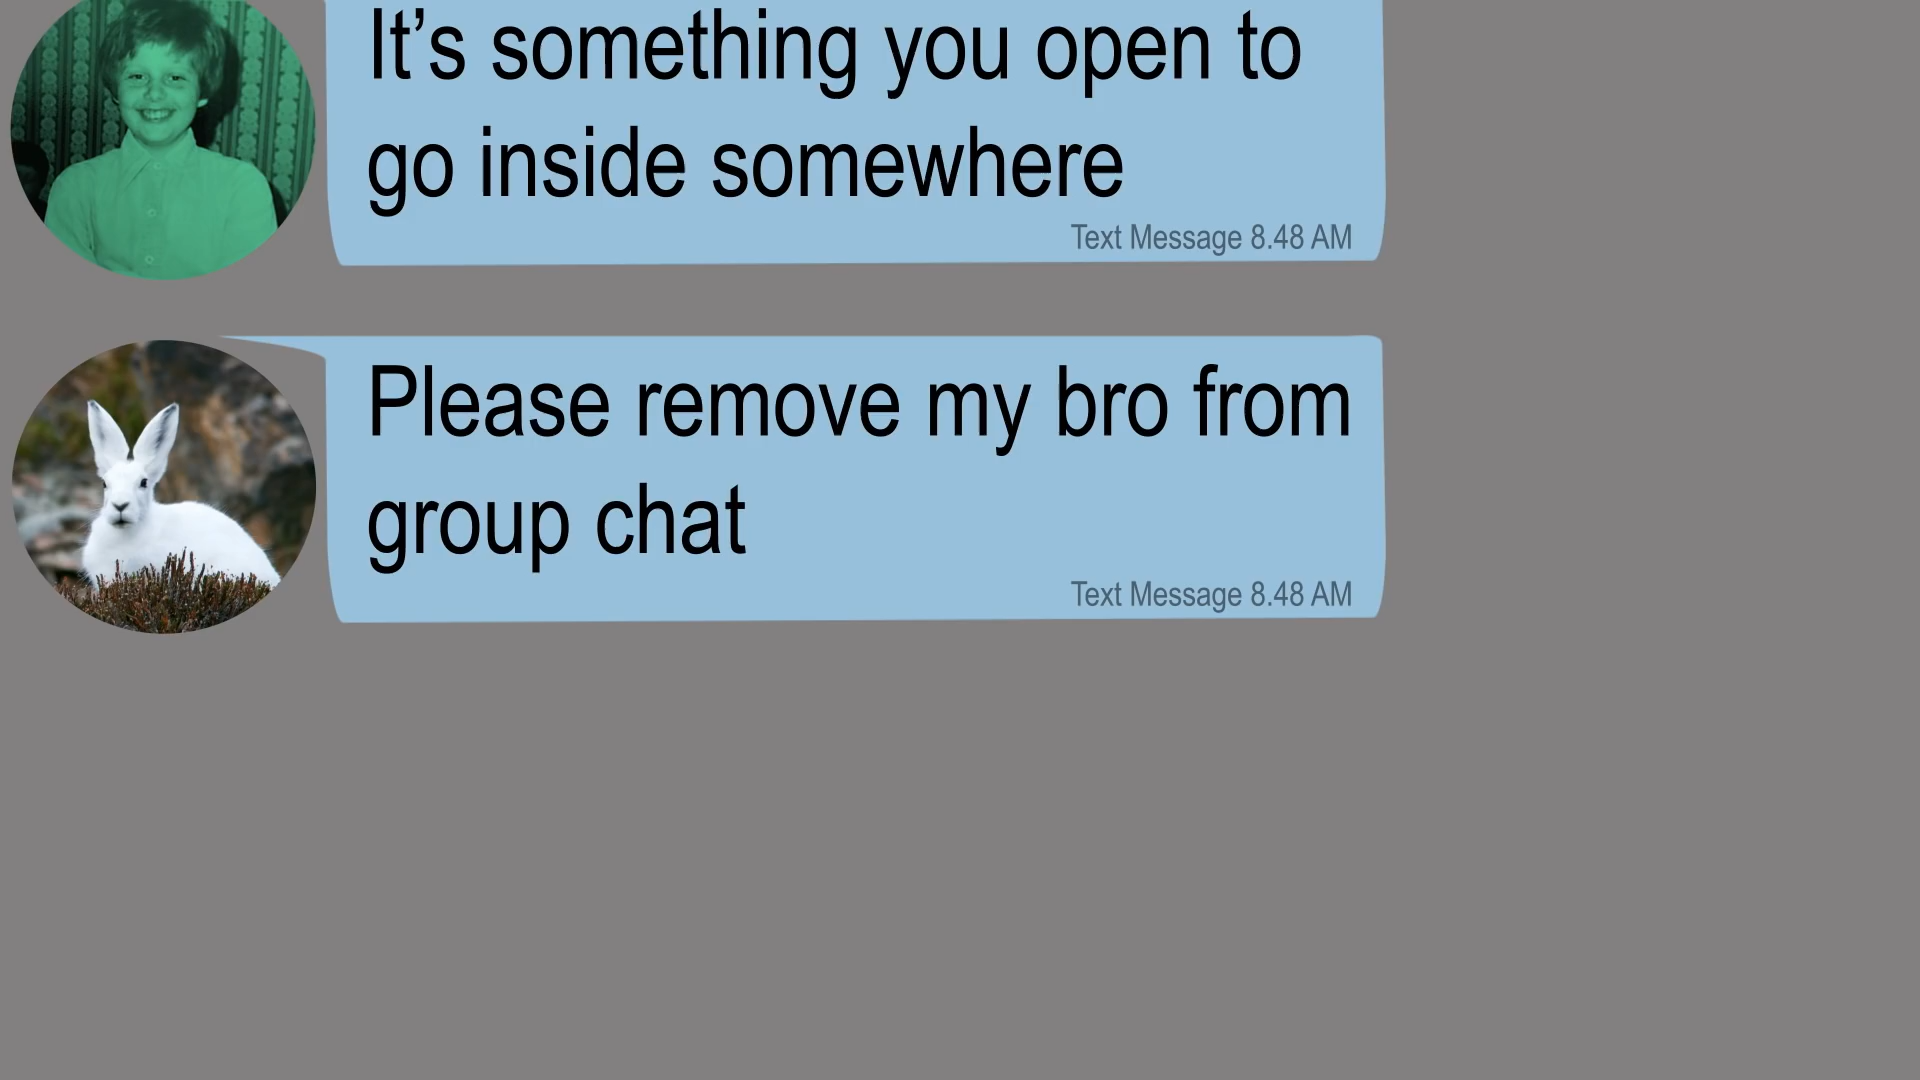 It’s something you open to
go inside somewhere
Text Message 8.48 AM
Please remove my bro from
group chat
Text Message 8.48 AM